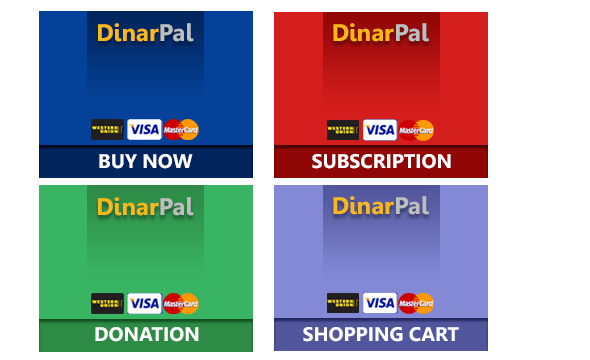 DinarPal
WESTERN UNION VISA MasterCard
BUY NOW
DinarPal
WESTERN UNION VISA MasterCard
SUBSCRIPTION
DinarPal
WESTERN UNION VISA MasterCard
DONATION
DinarPal
WESTERN UNION VISA MasterCard
SHOPPING CART